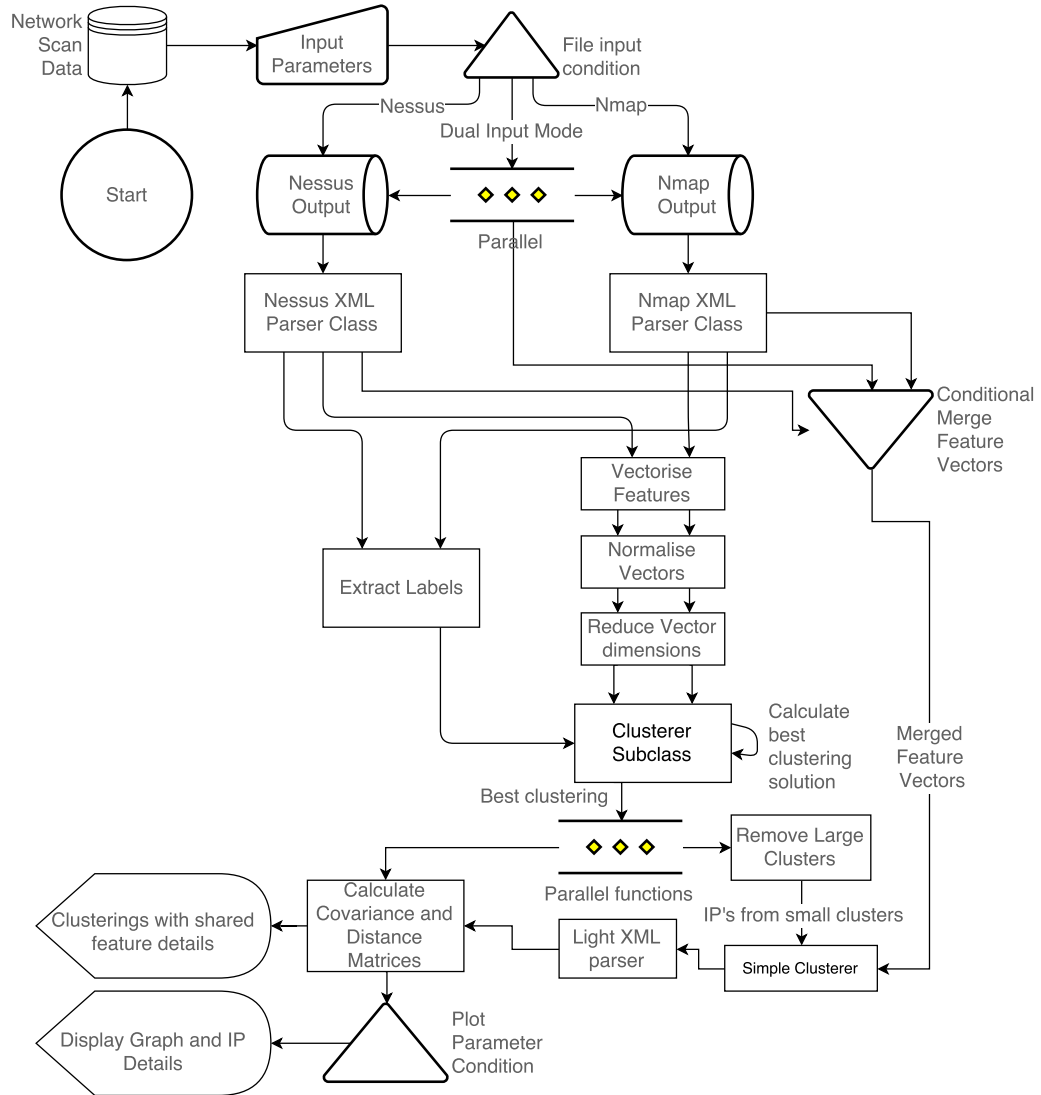 Network
Scan
Data
Input
Parameters
File input
condition
Nessus
Nmap
Dual Input Mode
Start
Nessus
Output
Nmap
Output
Parallel
Nessus XML
Parser Class
Nmap XML
Parser Class
Conditional
Merge
Feature
Vectors
Vectorise
Features
Normalise
Vectors
Extract Labels
Reduce Vector
dimensions
Clusterer
Subclass
Calculate
best
clustering
solution
Merged
Feature
Vectors
Best clustering
Remove Large
Clusters
Parallel functions
Calculate
Covariance and
Distance
Matrices
IP's from small clusters
Clusterings with shared
feature details
Light XML
parser
Simple Clusterer
Display Graph and IP
Details
Plot
Parameter
Condition